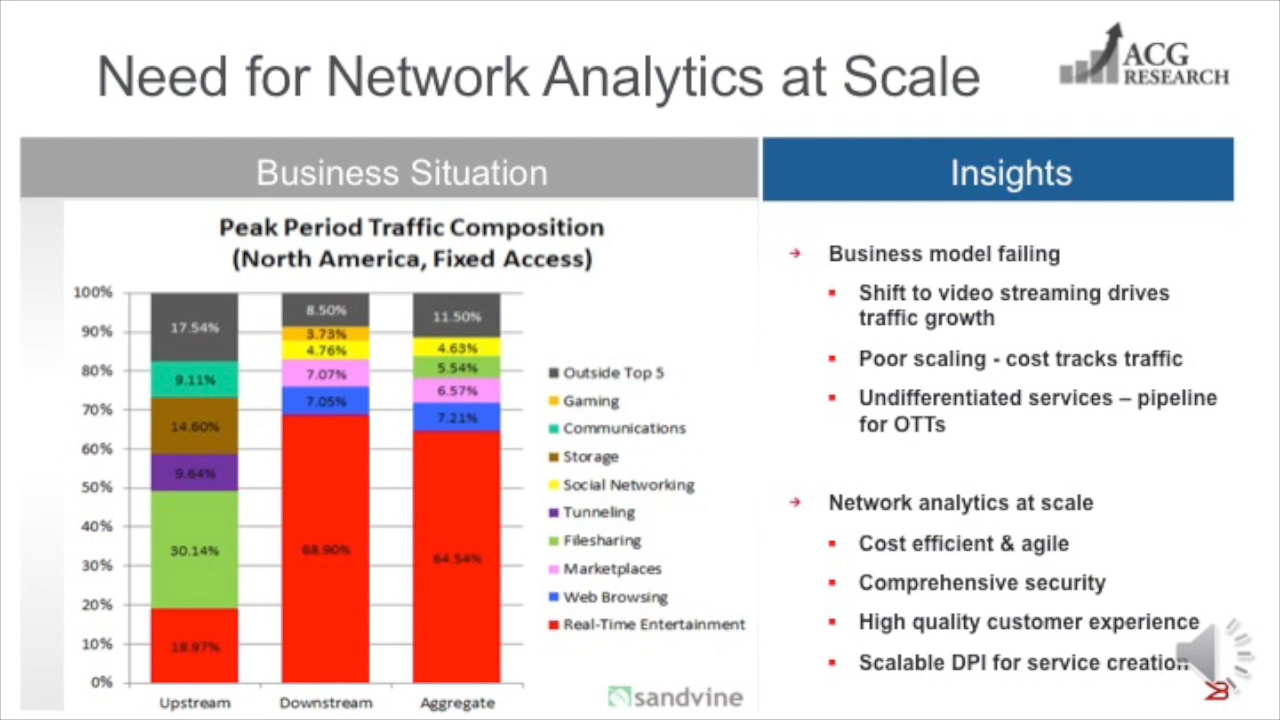 Need for Network Analytics at Scale
ACG
RESEARCH
Business Situation
Peak Period Traffic Composition
(North America, Fixed Access)
100%
90%
80%
70%
60%
50%
40%
30%
20%
10%
0%
17.54%
9.11%
14.60%
9.64%
30.14%
18.97%
8.50%
3.73%
4.76%
7.07%
7.05%
68.90%
11.50%
4.63%
5.54%
6.57%
7.21%
64.54%
Upstream
Downstream
Aggregate
Outside Top 5
Gaming
Communications
Storage
Social Networking
Tunneling
Filesharing
Marketplaces
Web Browsing
Real-Time Entertainment
sandvine
Insights
Business model failing
Shift to video streaming drives
traffic growth
Poor scaling - cost tracks traffic
Undifferentiated services – pipeline
for OTTs
Network analytics at scale
Cost efficient & agile
Comprehensive security
High quality customer experience
Scalable DPI for service creation